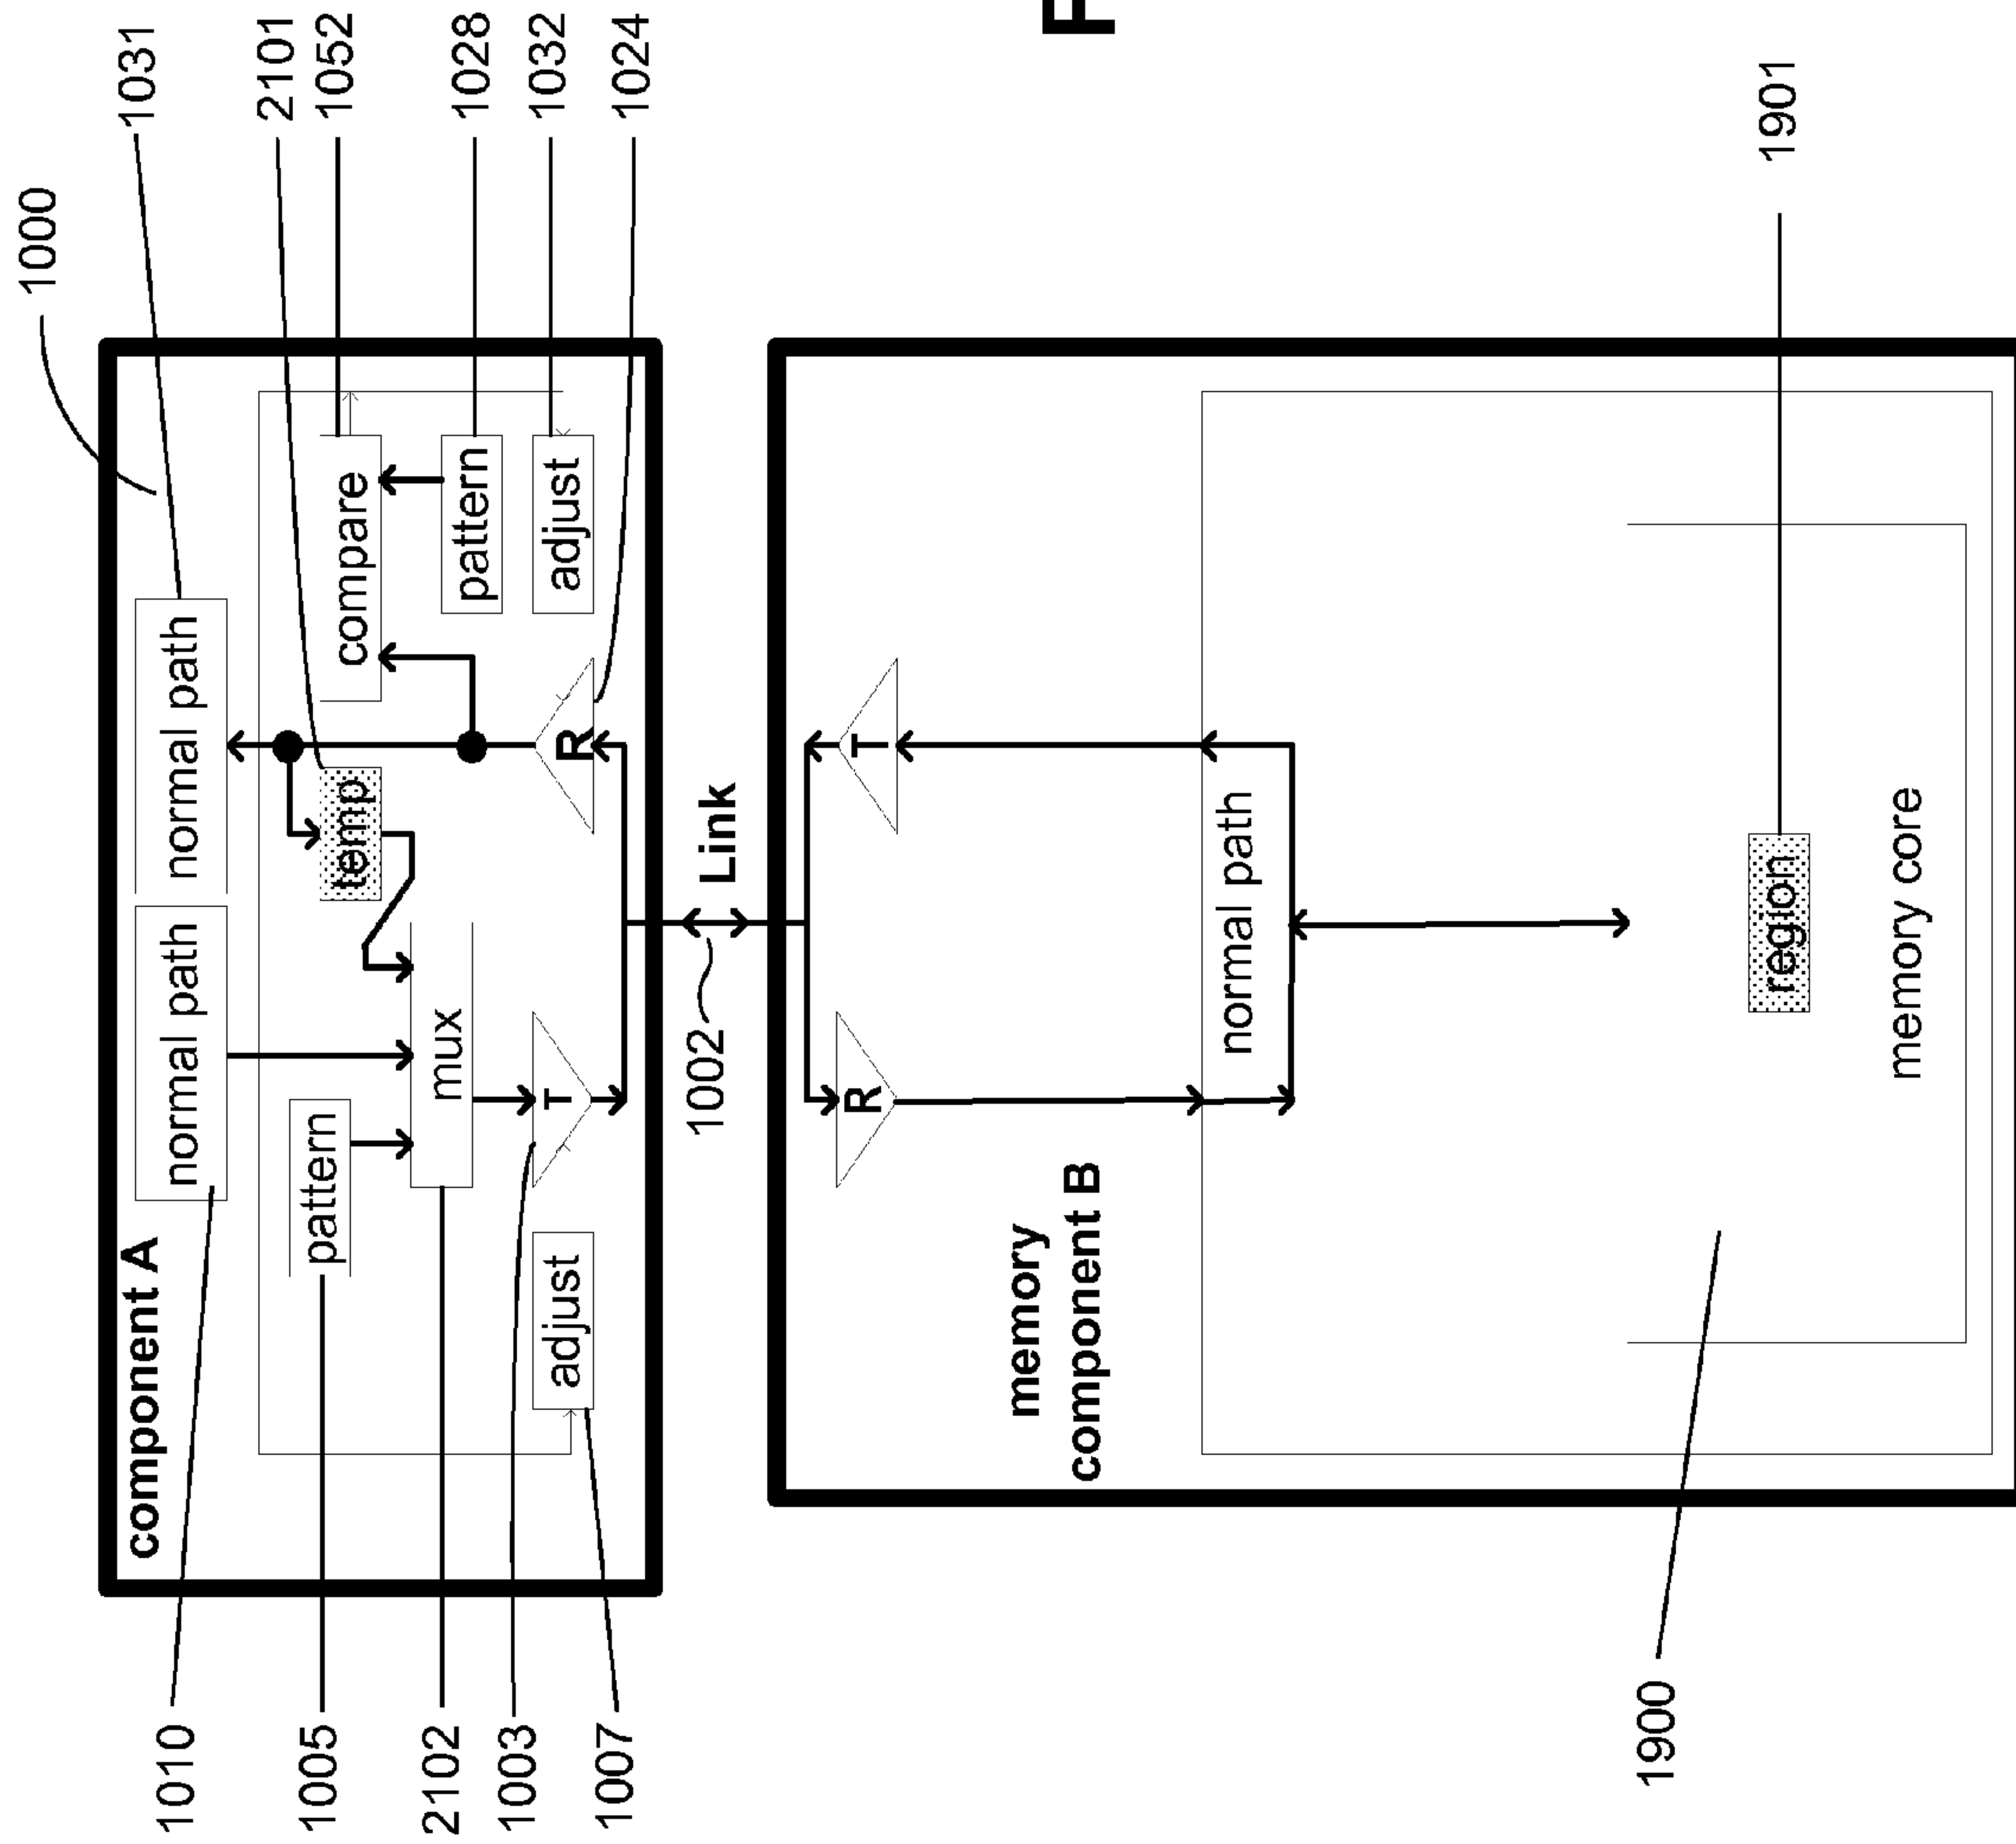 1000
1031
2101
1052
1028
1032
1024
component A
normal path
normal path
pattern
mux
temp
compare
pattern
adjust
T
R
adjust
1010
1005
2102
1003
1007
1002
Link
memory
component B
R
T
normal path
region
memory core
1900
1901
F